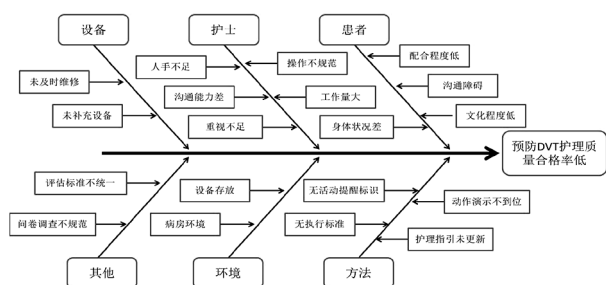 设备
护士
患者
人手不足
操作不规范
配合程度低
未及时维修
沟通能力差
工作量大
沟通障碍
未补充设备
重视不足
身体状况差
文化程度低
预防DVT护理质
量合格率低
评估标准不统一
设备存放
无活动提醒标识
动作演示不到位
问卷调查不规范
病房环境
无执行标准
护理指引未更新
其他
环境
方法